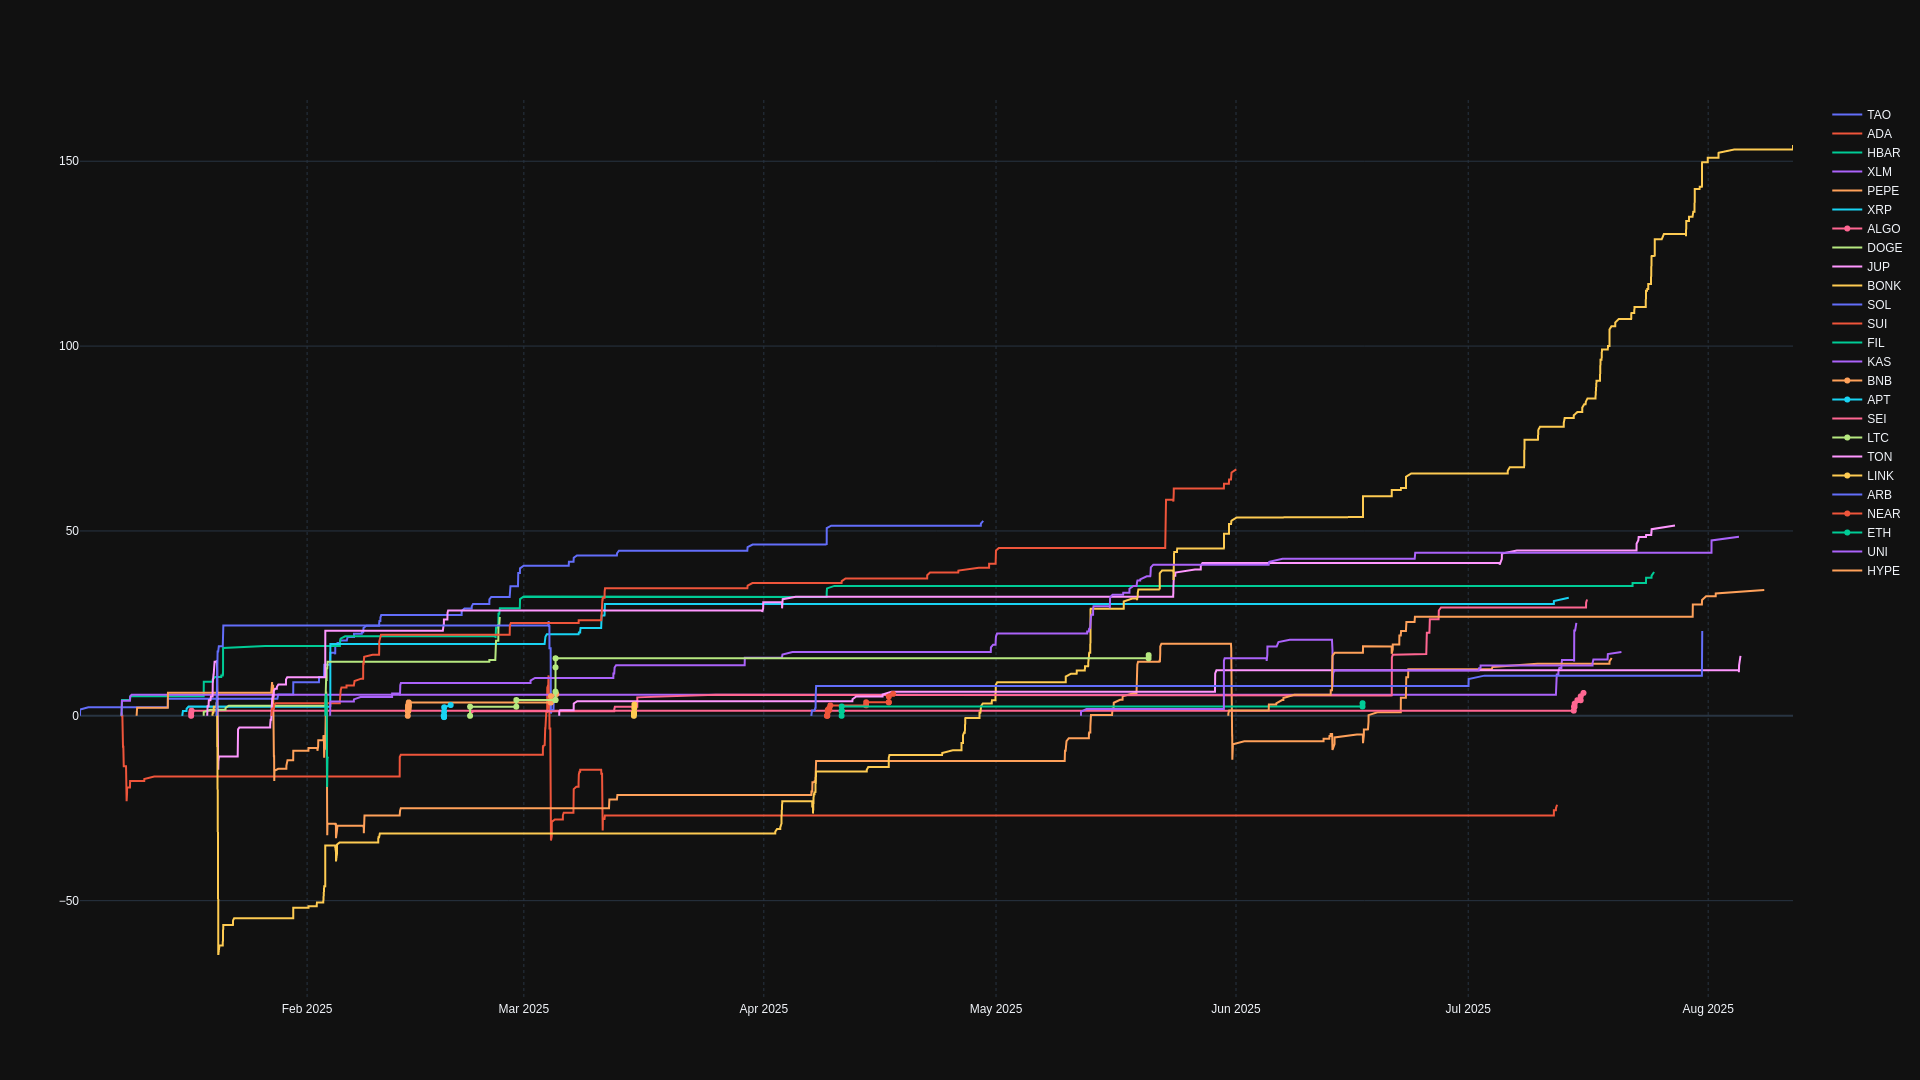 150
100
50
0
−50
Feb 2025
Mar 2025
Apr 2025
May 2025
Jun 2025
Jul 2025
Aug 2025
TAO
ADA
HBAR
XLM
PEPE
XRP
ALGO
DOGE
JUP
BONK
SOL
SUI
FIL
KAS
BNB
APT
SEI
LTC
TON
LINK
ARB
NEAR
ETH
UNI
HYPE